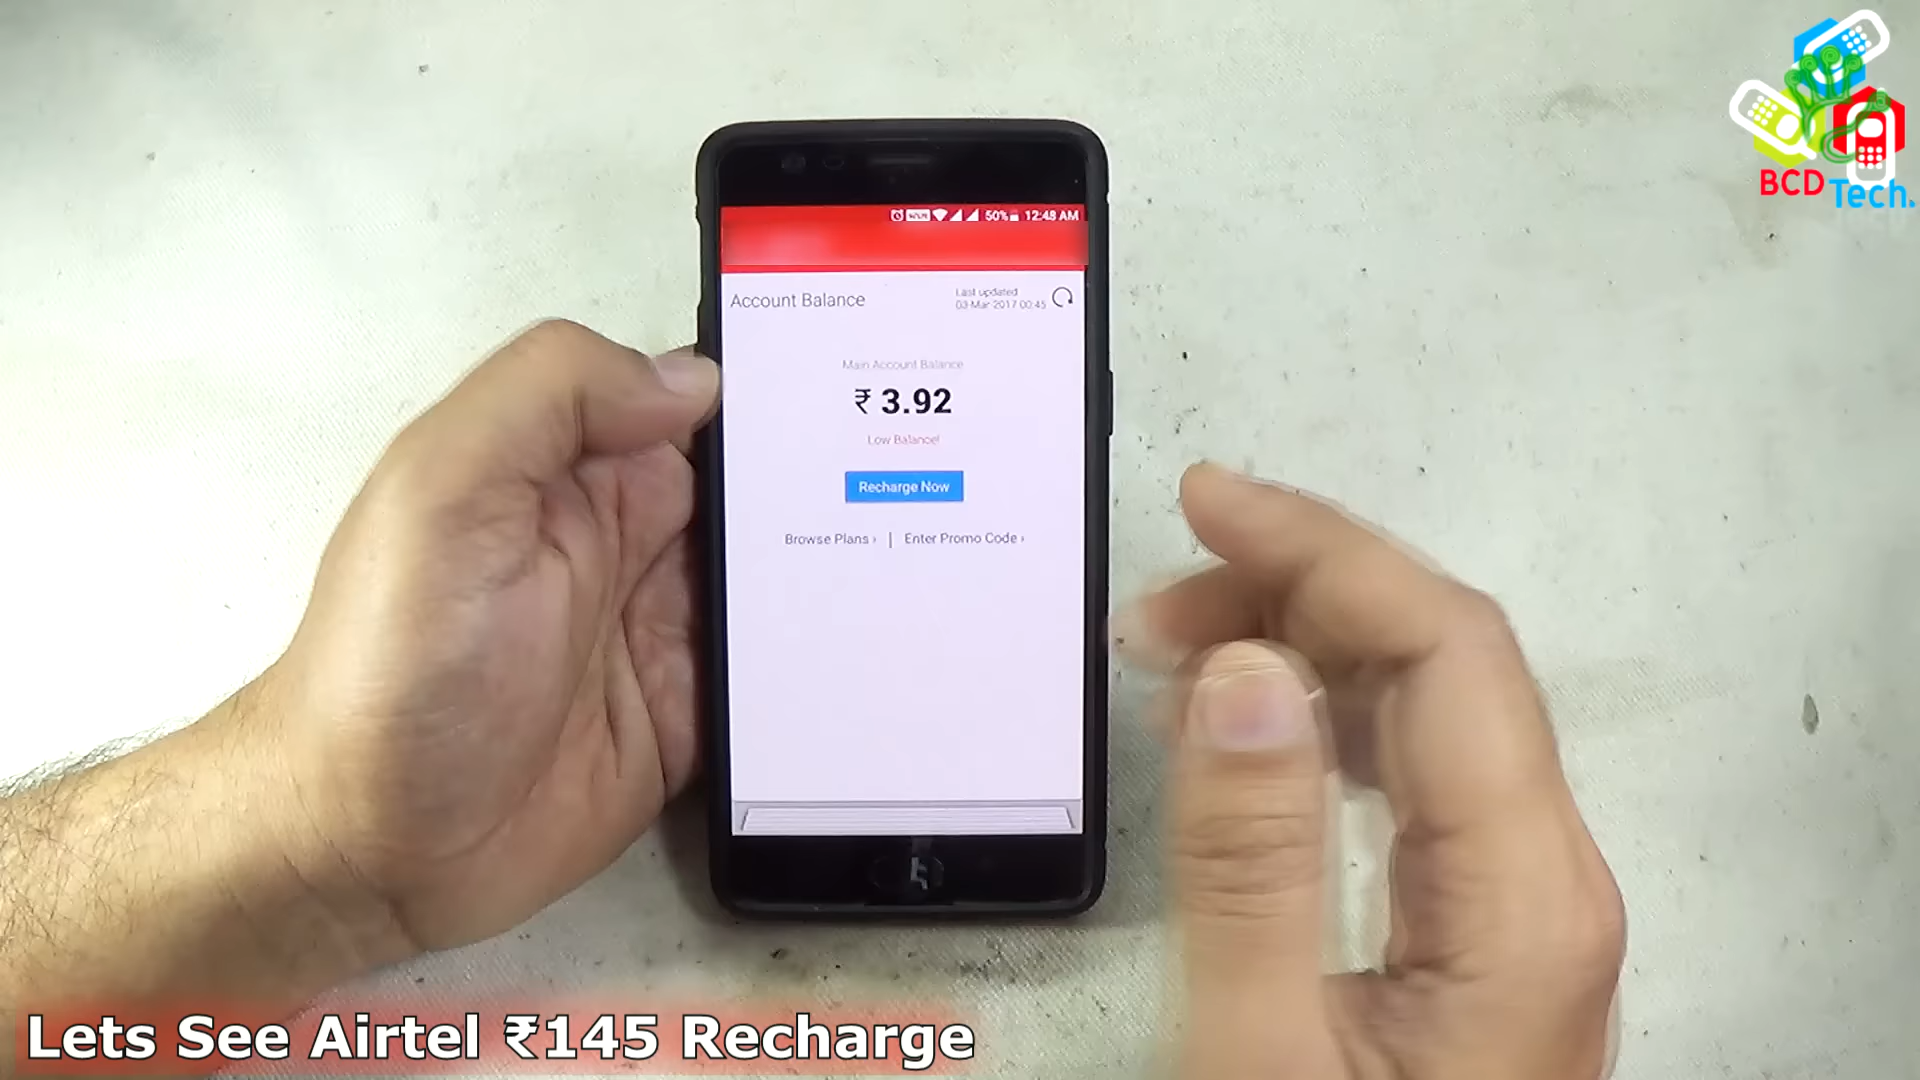 BCD Tech.
50% 12:48 AM
Account Balance
Last updated
03-Mar-2017 00:45
Main Account Balance
₹ 3.92
Low Balance!
Recharge Now
Browse Plans › | Enter Promo Code ›
Lets See Airtel ₹145 Recharge